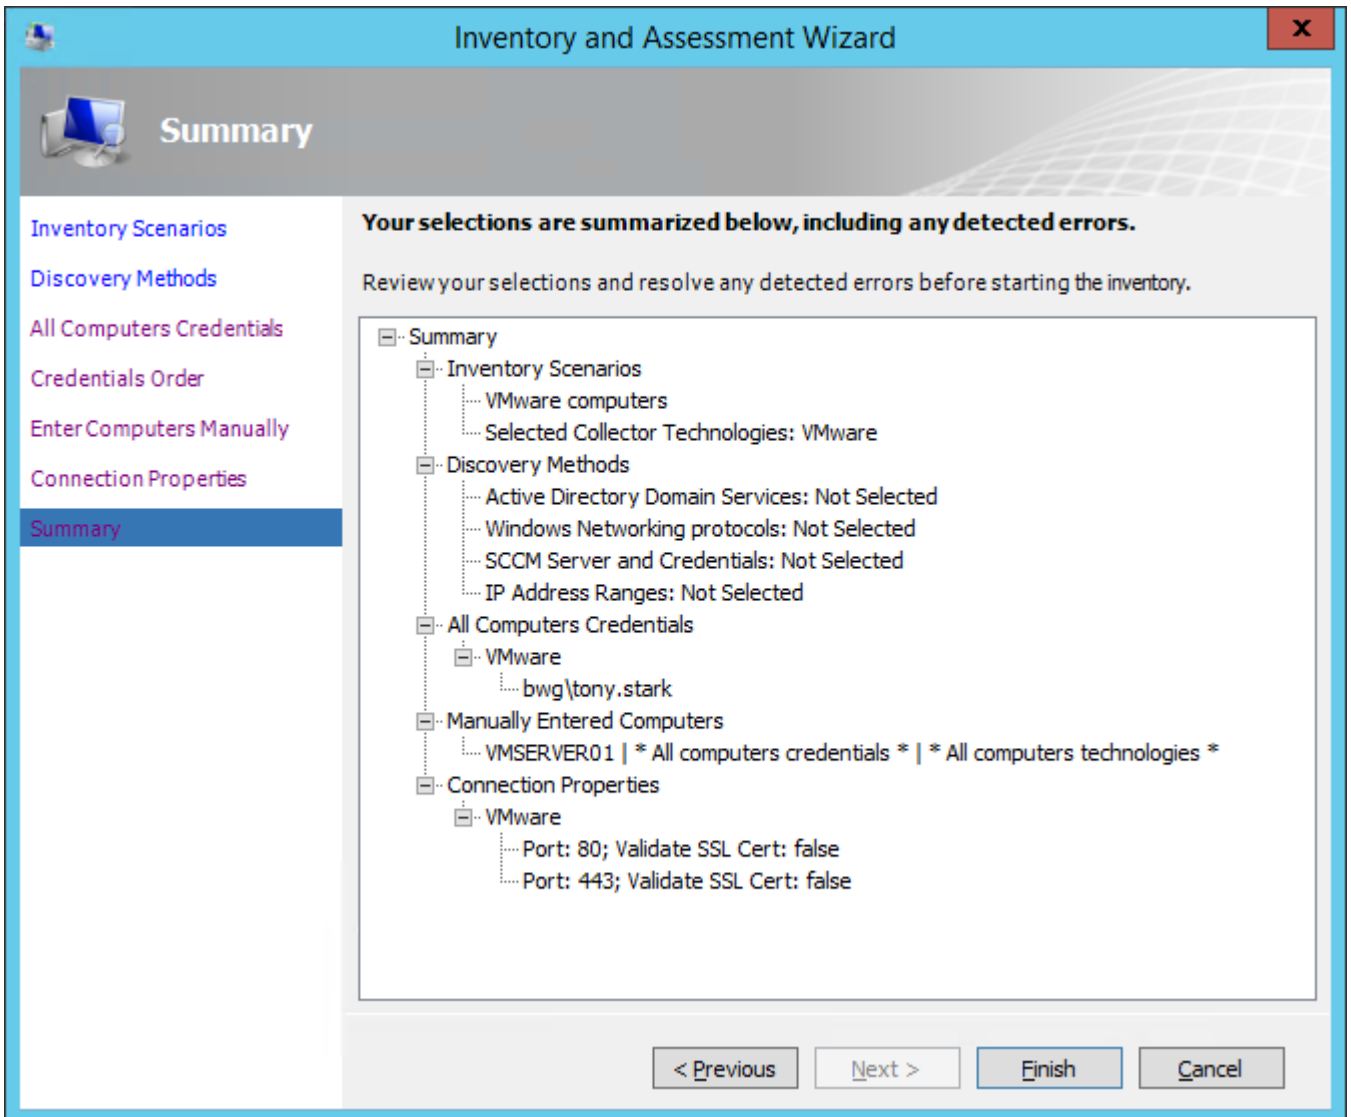 Inventory and Assessment Wizard
x
Summary
Inventory Scenarios
Discovery Methods
All Computers Credentials
Credentials Order
Enter Computers Manually
Connection Properties
Summary
Your selections are summarized below, including any detected errors.
Review your selections and resolve any detected errors before starting the inventory.
Summary
Inventory Scenarios
VMware computers
Selected Collector Technologies: VMware
Discovery Methods
Active Directory Domain Services: Not Selected
Windows Networking protocols: Not Selected
SCCM Server and Credentials: Not Selected
IP Address Ranges: Not Selected
All Computers Credentials
VMware
bwg\tony.stark
Manually Entered Computers
VMSERVER01 | * All computers credentials * | * All computers technologies *
Connection Properties
VMware
Port: 80; Validate SSL Cert: false
Port: 443; Validate SSL Cert: false
< Previous
Next >
Finish
Cancel